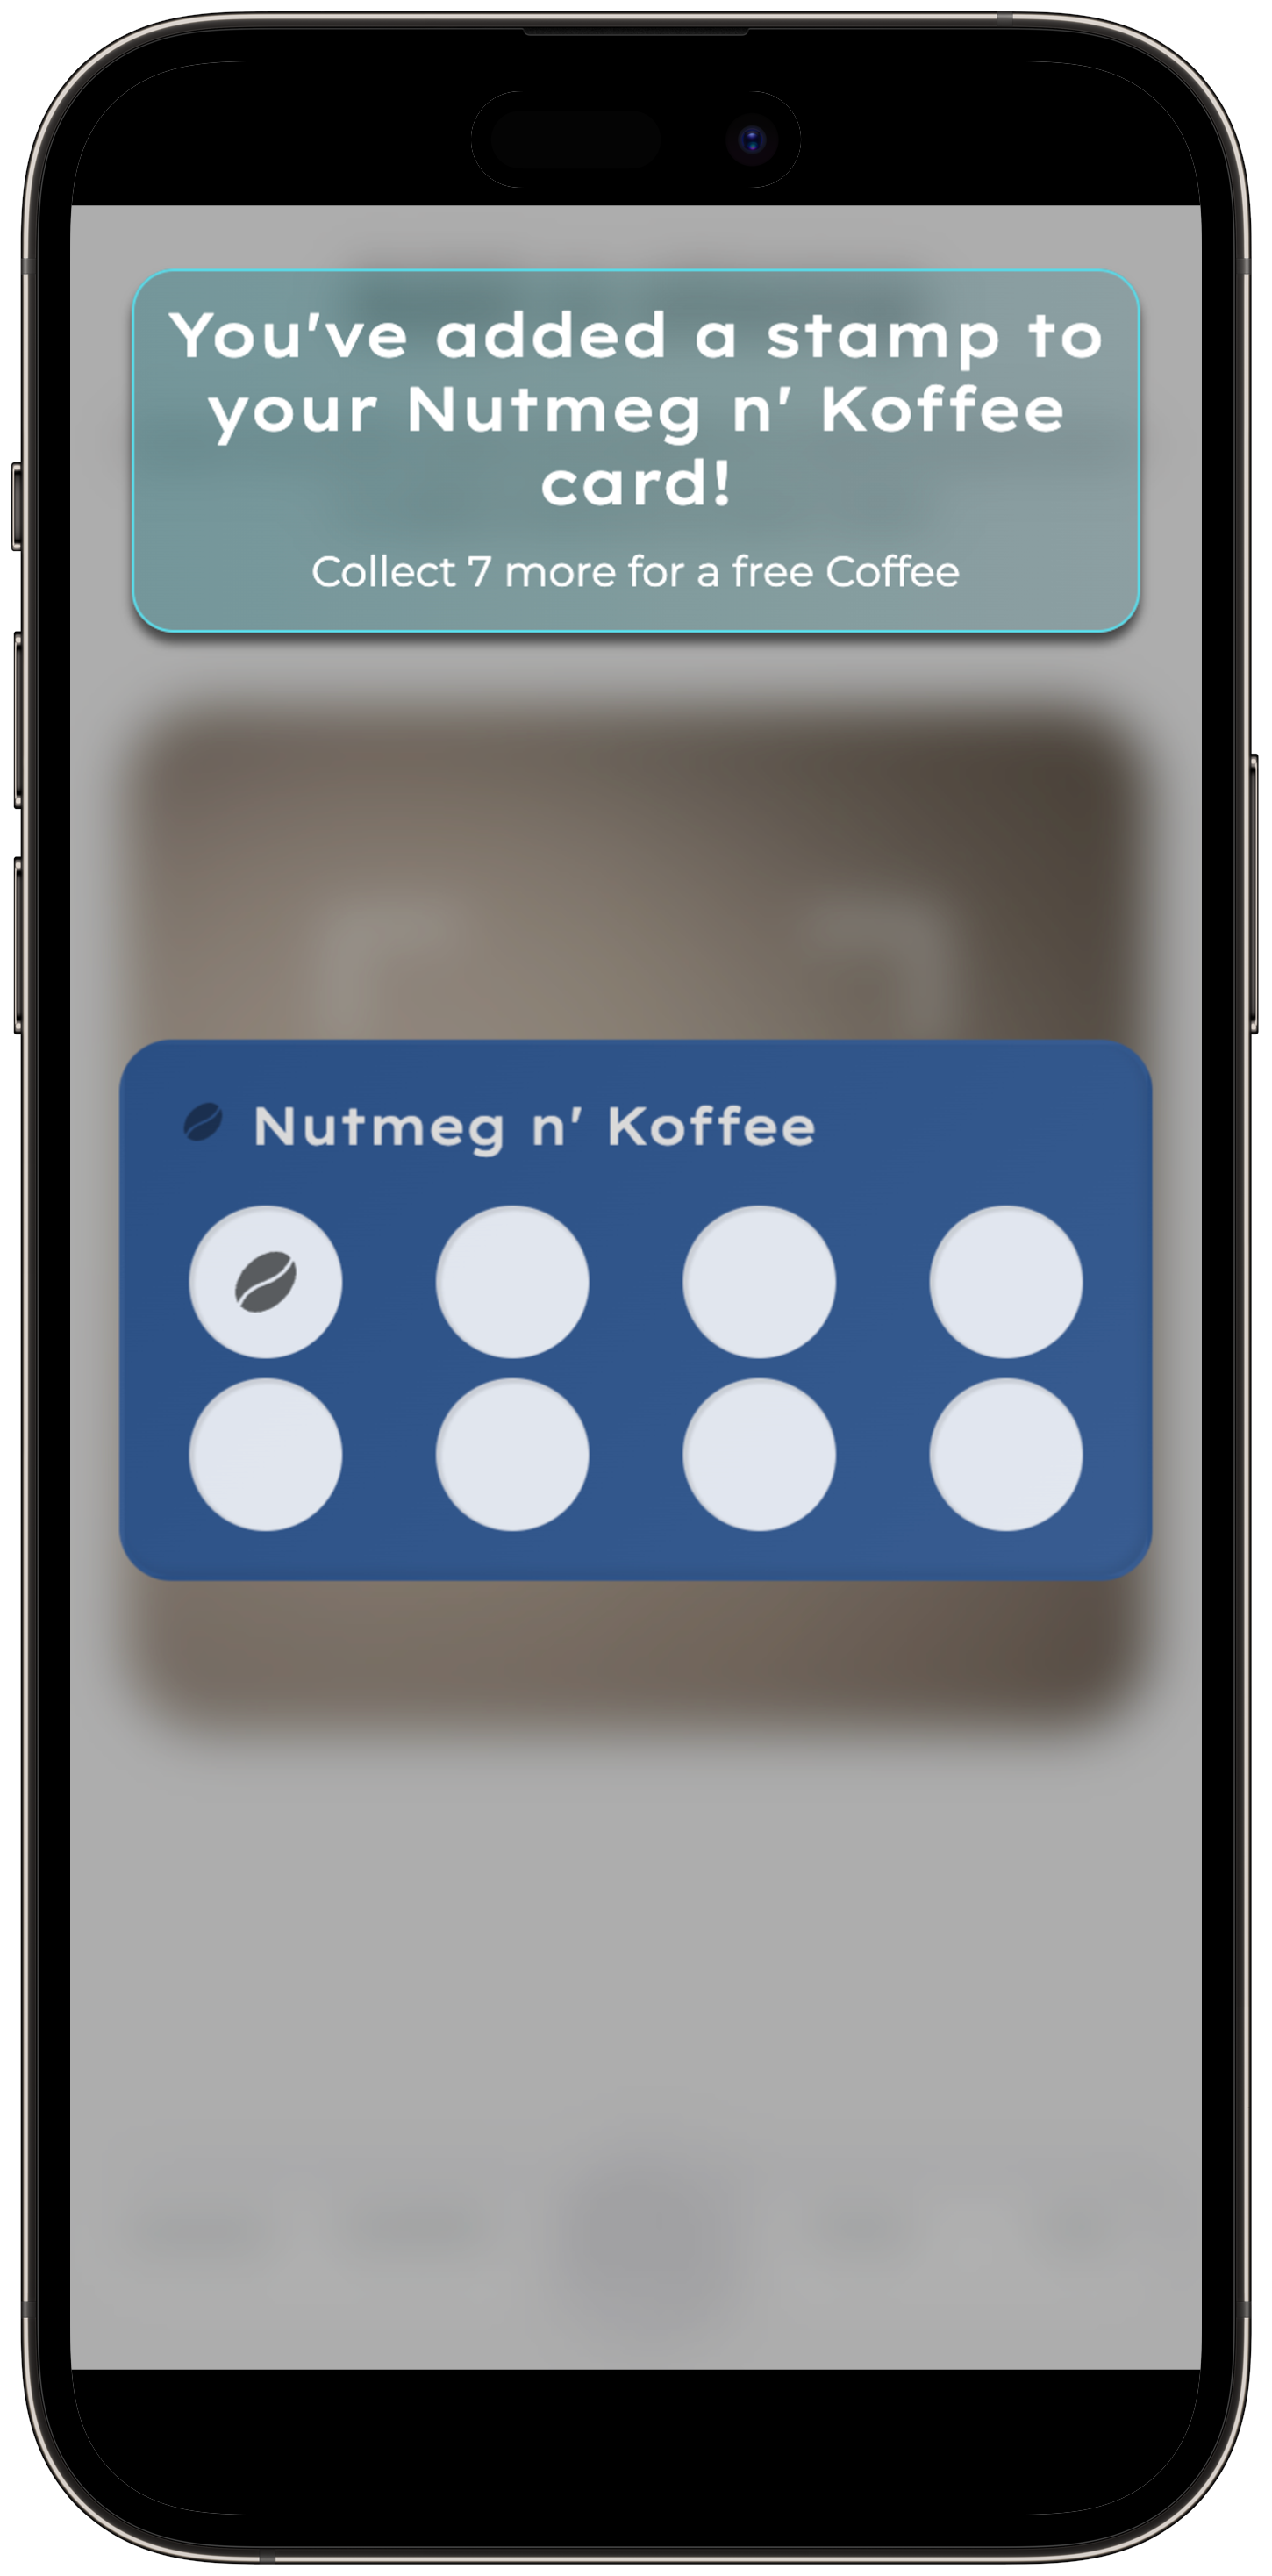 You've added a stamp to
your Nutmeg n' Koffee
card!
Collect 7 more for a free Coffee
Nutmeg n' Koffee